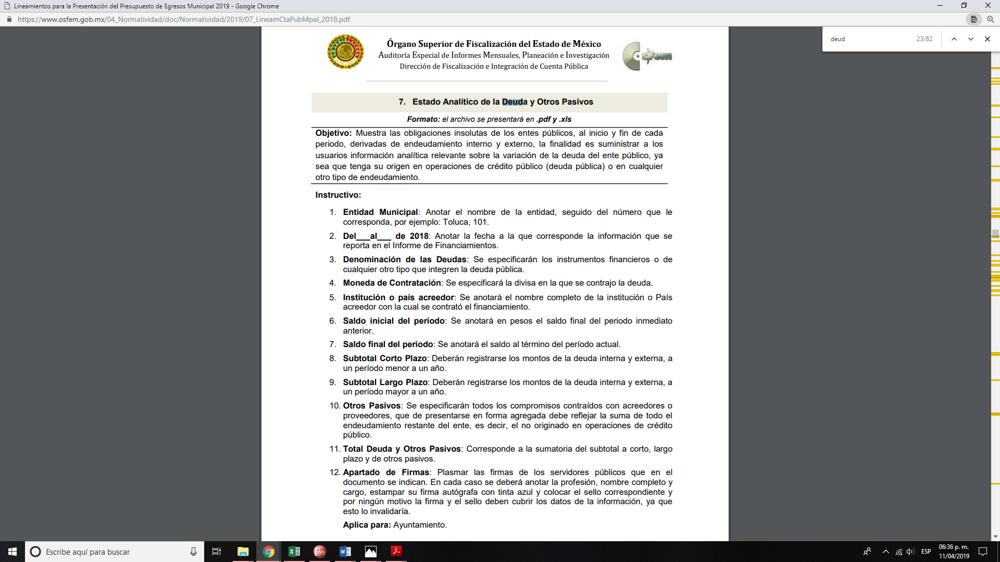 Lineamientos para la Presentación del Presupuesto de Egresos Municipal 2019 - Google Chrome
https://www.osfem.gob.mx/04_Normatividad/doc/Normatividad/2019/07_LineamCtaPubMpal_2018.pdf
deud 23/82
Órgano Superior de Fiscalización del Estado de México
Auditoría Especial de Informes Mensuales, Planeación e Investigación
Dirección de Fiscalización e Integración de Cuenta Pública
osfem
7. Estado Analítico de la Deuda y Otros Pasivos
Formato: el archivo se presentará en .pdf y .xls
Objetivo: Muestra las obligaciones insolutas de los entes públicos, al inicio y fin de cada
periodo, derivadas de endeudamiento interno y externo, la finalidad es suministrar a los
usuarios información analítica relevante sobre la variación de la deuda del ente público, ya
sea que tenga su origen en operaciones de crédito público (deuda pública) o en cualquier
otro tipo de endeudamiento.
Instructivo:
1. Entidad Municipal: Anotar el nombre de la entidad, seguido del número que le
corresponda, por ejemplo: Toluca, 101.
2. Del___al___ de 2018: Anotar la fecha a la que corresponde la información que se
reporta en el Informe de Financiamientos.
3. Denominación de las Deudas: Se especificarán los instrumentos financieros o de
cualquier otro tipo que integren la deuda pública.
4. Moneda de Contratación: Se especificará la divisa en la que se contrajo la deuda.
5. Institución o país acreedor: Se anotará el nombre completo de la institución o País
acreedor con la cual se contrató el financiamiento.
6. Saldo inicial del período: Se anotará en pesos el saldo final del periodo inmediato
anterior.
7. Saldo final del período: Se anotará el saldo al término del período actual.
8. Subtotal Corto Plazo: Deberán registrarse los montos de la deuda interna y externa, a
un período menor a un año.
9. Subtotal Largo Plazo: Deberán registrarse los montos de la deuda interna y externa, a
un período mayor a un año.
10. Otros Pasivos: Se especificarán todos los compromisos contraídos con acreedores o
proveedores, que de presentarse en forma agregada debe reflejar la suma de todo el
endeudamiento restante del ente, es decir, el no originado en operaciones de crédito
público.
11. Total Deuda y Otros Pasivos: Corresponde a la sumatoria del subtotal a corto, largo
plazo y de otros pasivos.
12. Apartado de Firmas: Plasmar las firmas de los servidores públicos que en el
documento se indican. En cada caso se deberá anotar la profesión, nombre completo y
cargo, estampar su firma autógrafa con tinta azul y colocar el sello correspondiente y
por ningún motivo la firma y el sello deben cubrir los datos de la información, ya que
esto lo invalidaría.
Aplica para: Ayuntamiento.
Escribe aquí para buscar
ESP
06:36 p. m.
11/04/2019